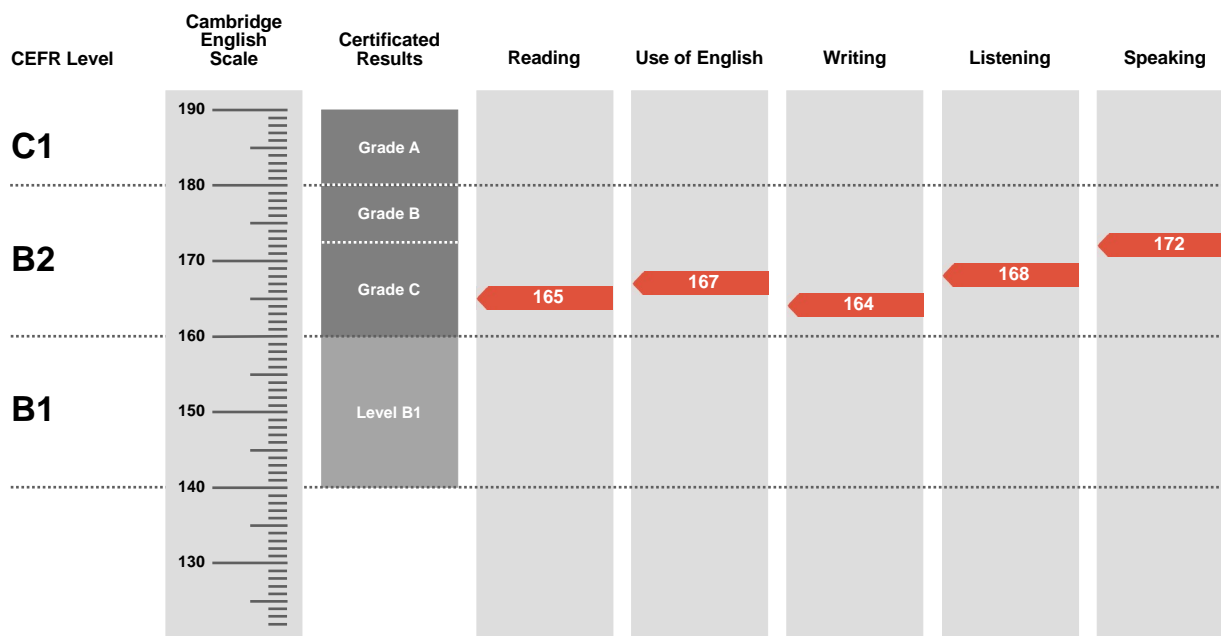 CEFR Level
Cambridge
English
Scale
Certificated
Results
Reading
Use of English
Writing
Listening
Speaking
190
C1
Grade A
180
Grade B
B2
170
172
168
Grade C
167
165
164
160
B1
150
Level B1
140
130